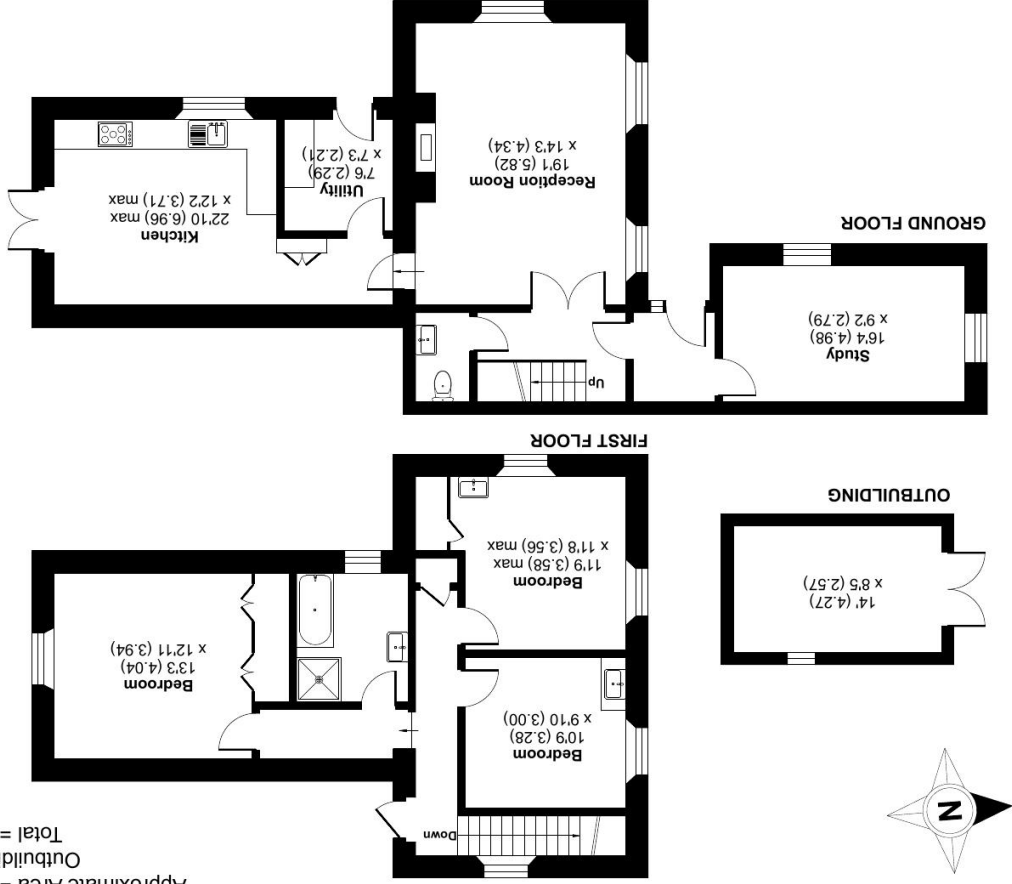 Approximate Area =
Outbuildi
Total =
N
Down
Bedroom
10'9 (3.28)
x 9'10 (3.00)
Bedroom
13'3 (4.04)
x 12'11 (3.94)
Bedroom
11'9 (3.58) max
x 11'8 (3.56) max
14' (4.27)
x 8'5 (2.57)
OUTBUILDING
FIRST FLOOR
Up
Study
16'4 (4.98)
x 9'2 (2.79)
GROUND FLOOR
Kitchen
22'10 (6.96) max
x 12'2 (3.71) max
Utility
7'6 (2.29)
x 7'3 (2.21)
Reception Room
19'1 (5.82)
x 14'3 (4.34)